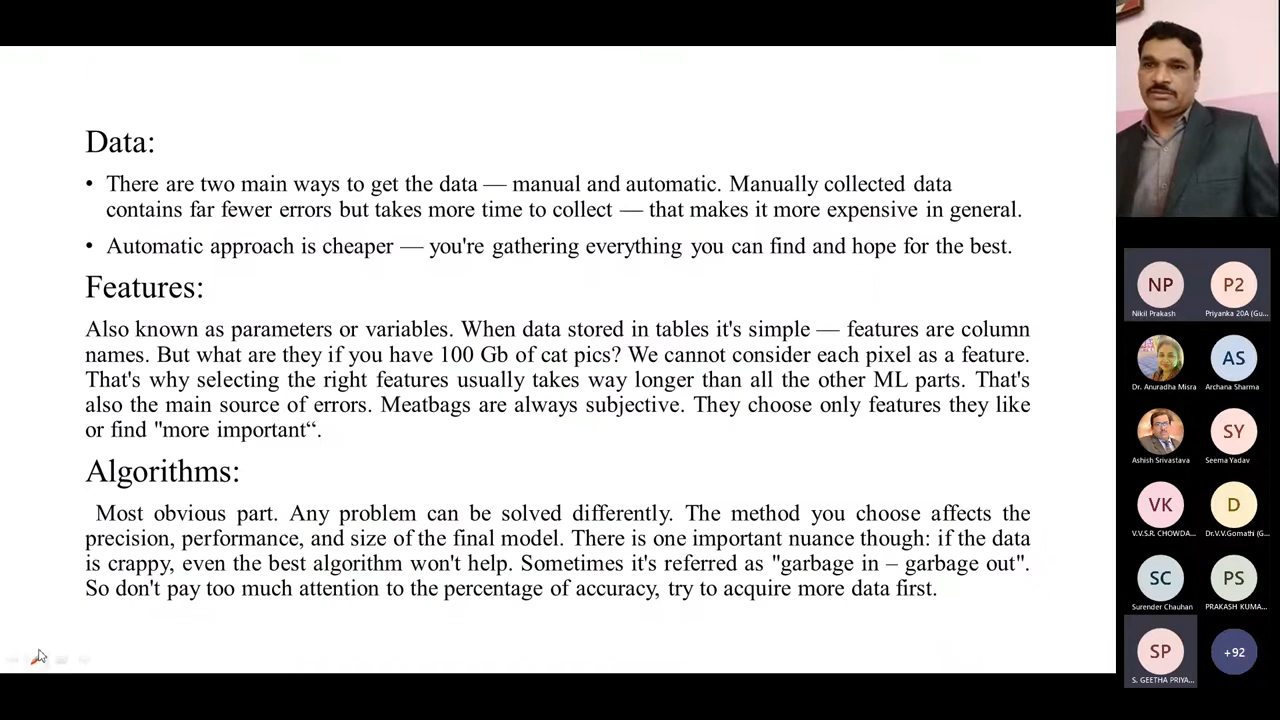 Data:
• There are two main ways to get the data — manual and automatic. Manually collected data
contains far fewer errors but takes more time to collect — that makes it more expensive in general.
• Automatic approach is cheaper — you're gathering everything you can find and hope for the best.
Features:
Also known as parameters or variables. When data stored in tables it's simple — features are column
names. But what are they if you have 100 Gb of cat pics? We cannot consider each pixel as a feature.
That's why selecting the right features usually takes way longer than all the other ML parts. That's
also the main source of errors. Meatbags are always subjective. They choose only features they like
or find "more important“.
Algorithms:
Most obvious part. Any problem can be solved differently. The method you choose affects the
precision, performance, and size of the final model. There is one important nuance though: if the data
is crappy, even the best algorithm won't help. Sometimes it's referred as "garbage in – garbage out".
So don't pay too much attention to the percentage of accuracy, try to acquire more data first.
NP P2
Nikil Prakash Priyanka 20A (Gu...
AS
Dr. Anuradha Misra Archana Sharma
SY
Ashish Srivastava Seema Yadav
VK D
V.V.S.R. CHOWDA... Dr.V.V.Gomathi (G...
SC PS
Surender Chauhan PRAKASH KUMA...
SP +92
S. GEETHA PRIYA...